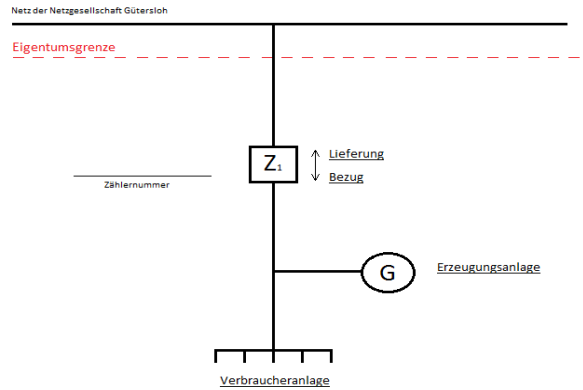 Netz der Netzgesellschaft Gütersloh
Eigentumsgrenze
Z₁
Lieferung
Bezug
Zählernummer
G
Erzeugungsanlage
Verbraucheranlage